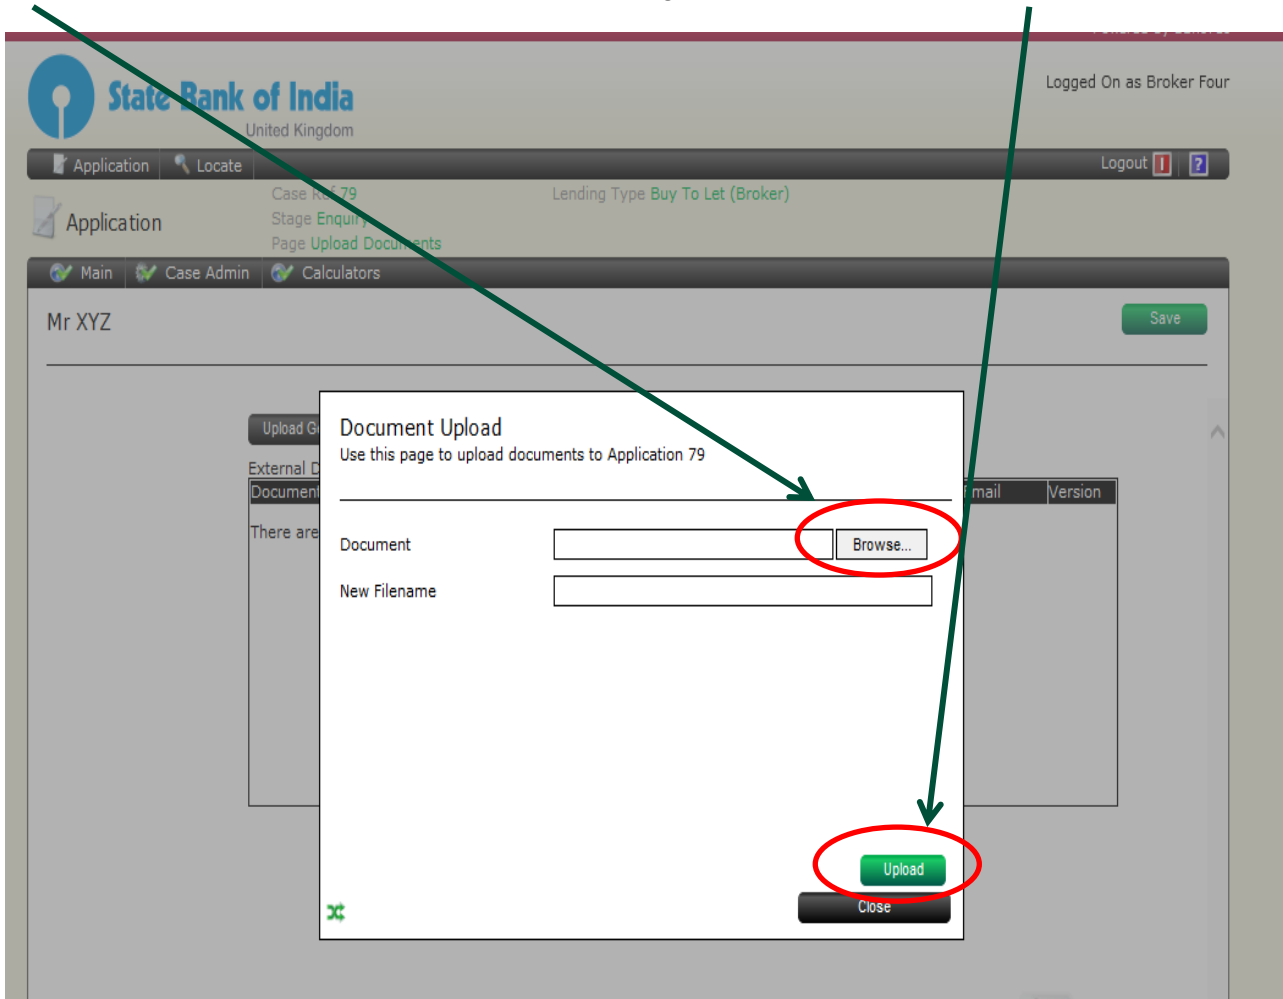 Logged On as Broker Four
State Bank of India
United Kingdom
Application Locate Logout
Application
Case Ref 79 Lending Type Buy To Let (Broker)
Stage Enquiry
Page Upload Documents
Main Case Admin Calculators
Mr XYZ Save
Upload G
External D
Document Email Version
There are
Document Upload
Use this page to upload documents to Application 79
Document Browse...
New Filename
Upload
Close